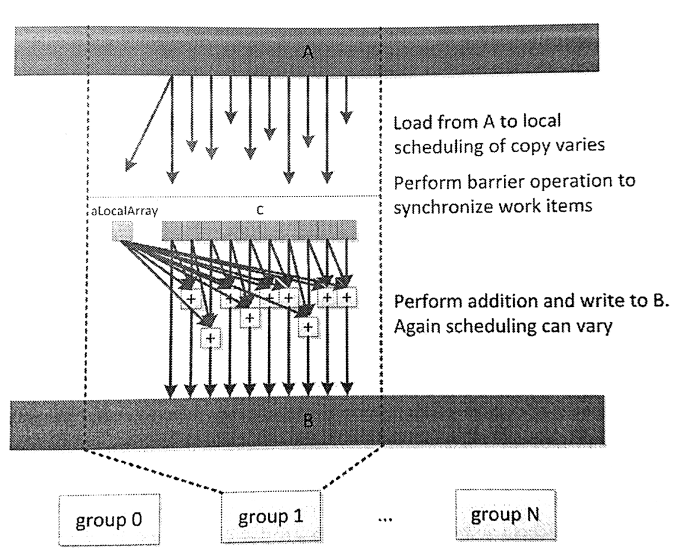 A
Load from A to local
scheduling of copy varies
Perform barrier operation to
synchronize work items
aLocalArray
C
+ + + + + +
+ +
+
B
Perform addition and write to B.
Again scheduling can vary
group 0
group 1
...
group N